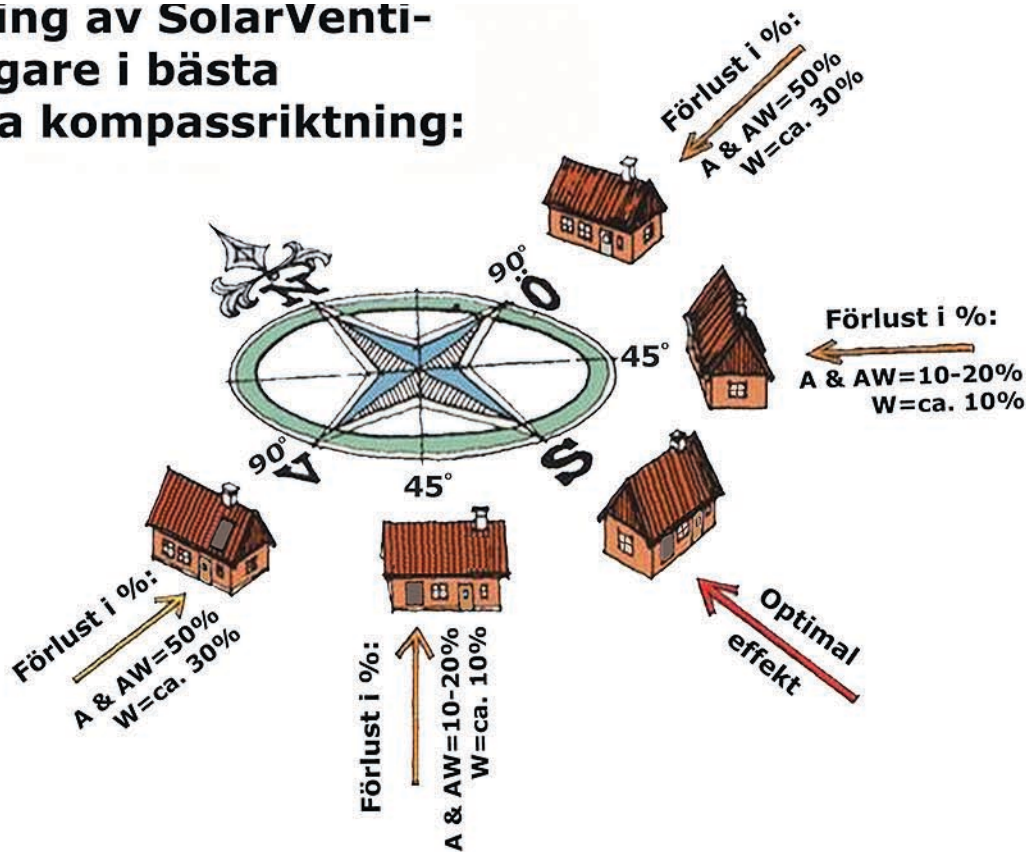 ing av SolarVenti-
gare i bästa
a kompassriktning:
Förlust i %:
A & AW=50%
W=ca. 30%
N
90°
Ö
45°
Förlust i %:
A & AW=10-20%
W=ca. 10%
90°
V
45°
S
Förlust i %:
A & AW=50%
W=ca. 30%
Förlust i %:
A & AW=10-20%
W=ca. 10%
Optimal
effekt